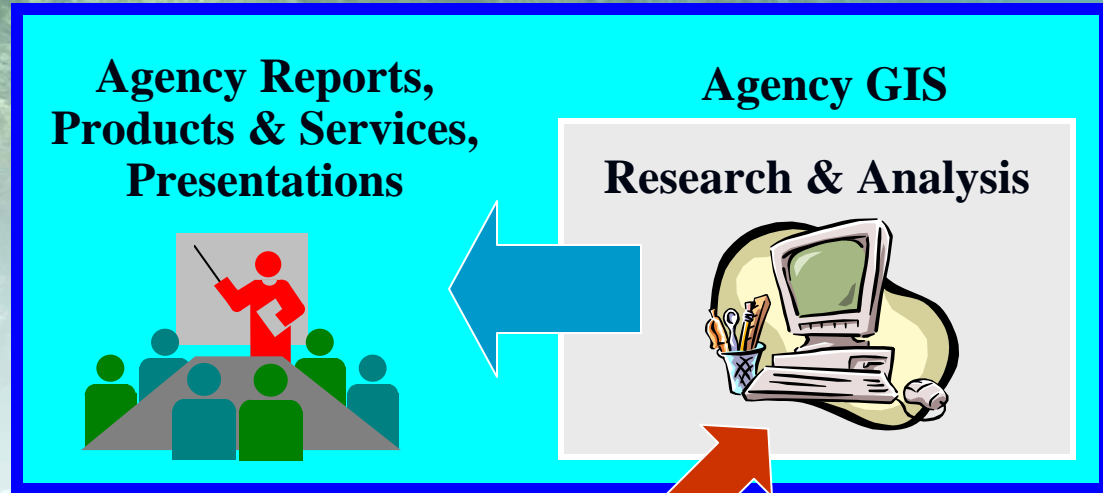 Agency Reports,
Products & Services,
Presentations
Agency GIS
Research & Analysis